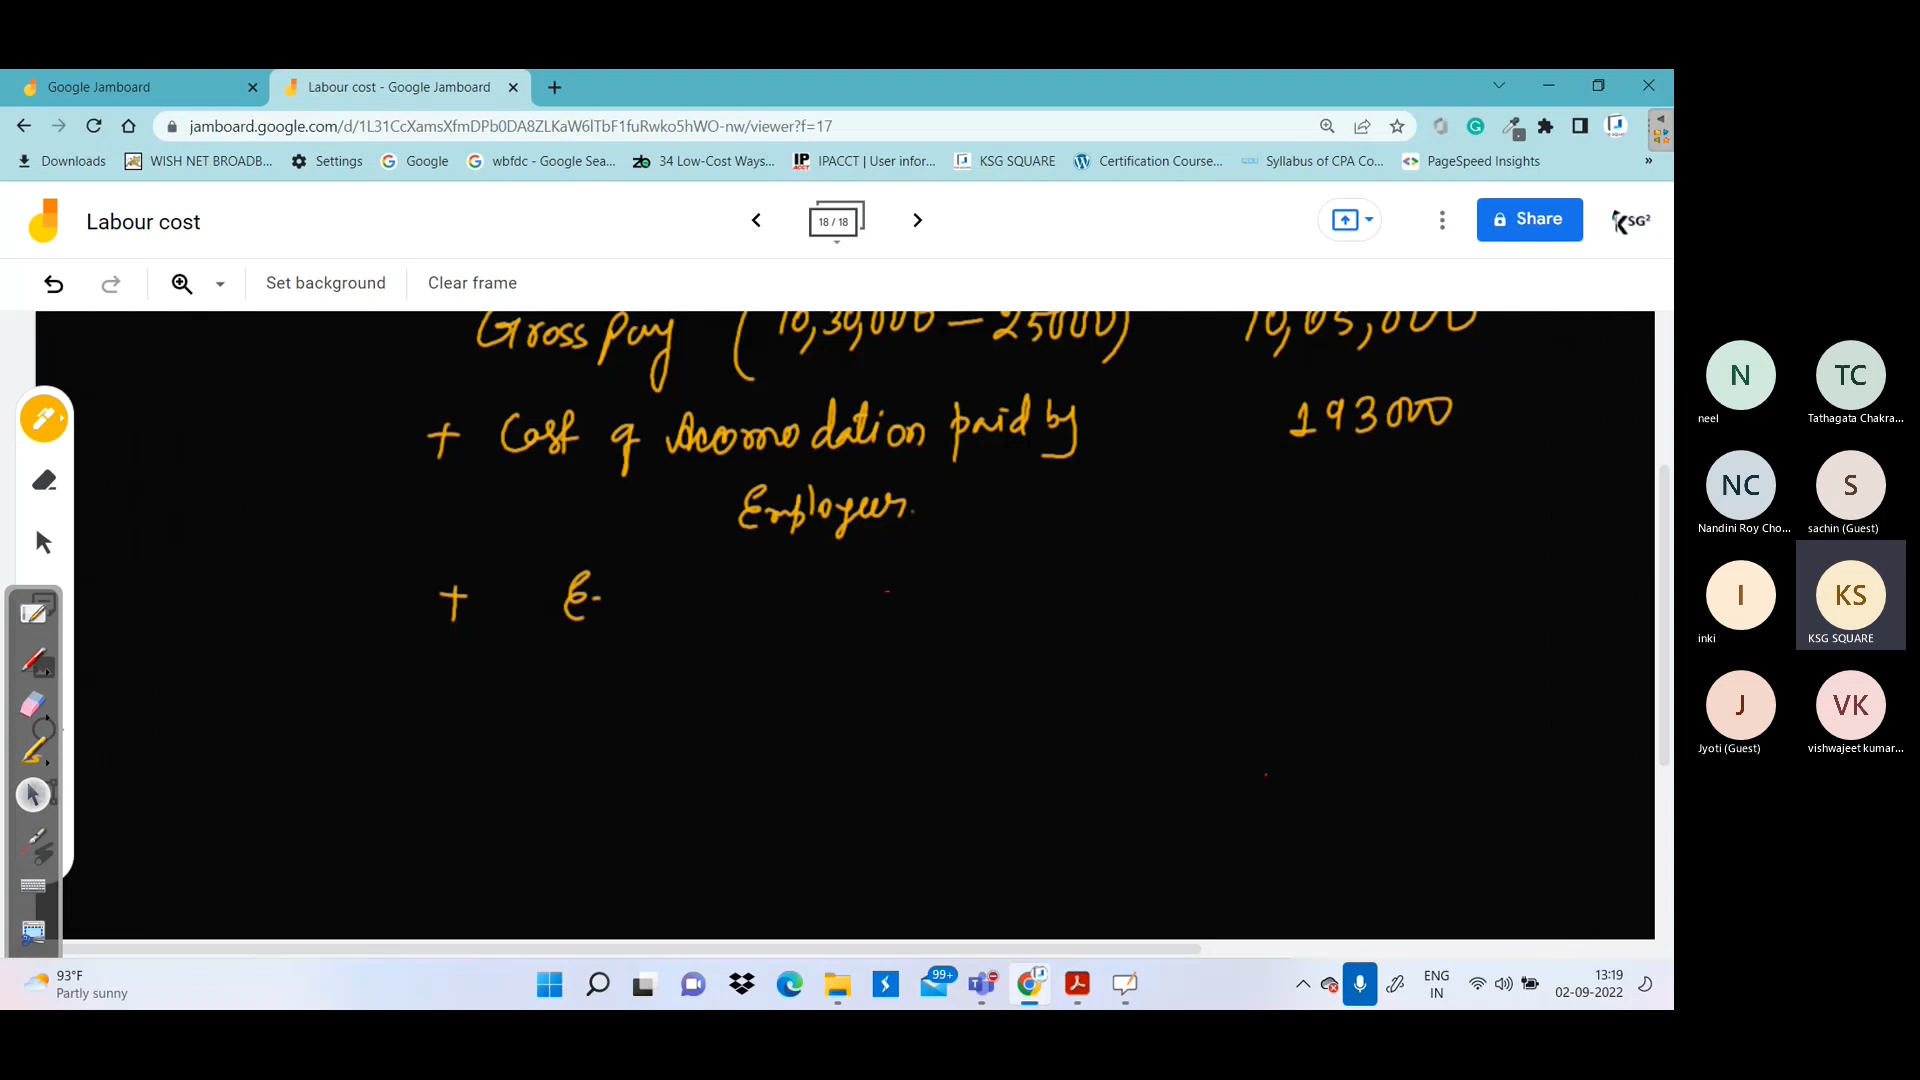 Google Jamboard
Labour cost - Google Jamboard
jamboard.google.com/d/1L31CcXamsXfmDPb0DA8ZLKaW6lTbF1fuRwko5hWO-nw/viewer?f=17
Downloads WISH NET BROADB... Settings Google wbfdc - Google Sea... 34 Low-Cost Ways... IPACCT | User infor... KSG SQUARE Certification Course... Syllabus of CPA Co... PageSpeed Insights »
Labour cost
18 / 18
Share
KSG²
Set background Clear frame
Gross Pay (10,30,000 - 25000) 10,05,000
+ Cost of Accomodation paid by 193000
Employer.
+ E-
N
neel
TC
Tathagata Chakra...
NC
Nandini Roy Cho...
S
sachin (Guest)
I
inki
KS
KSG SQUARE
J
Jyoti (Guest)
VK
vishwajeet kumar...
93°F
Partly sunny
99+
ENG
IN
13:19
02-09-2022